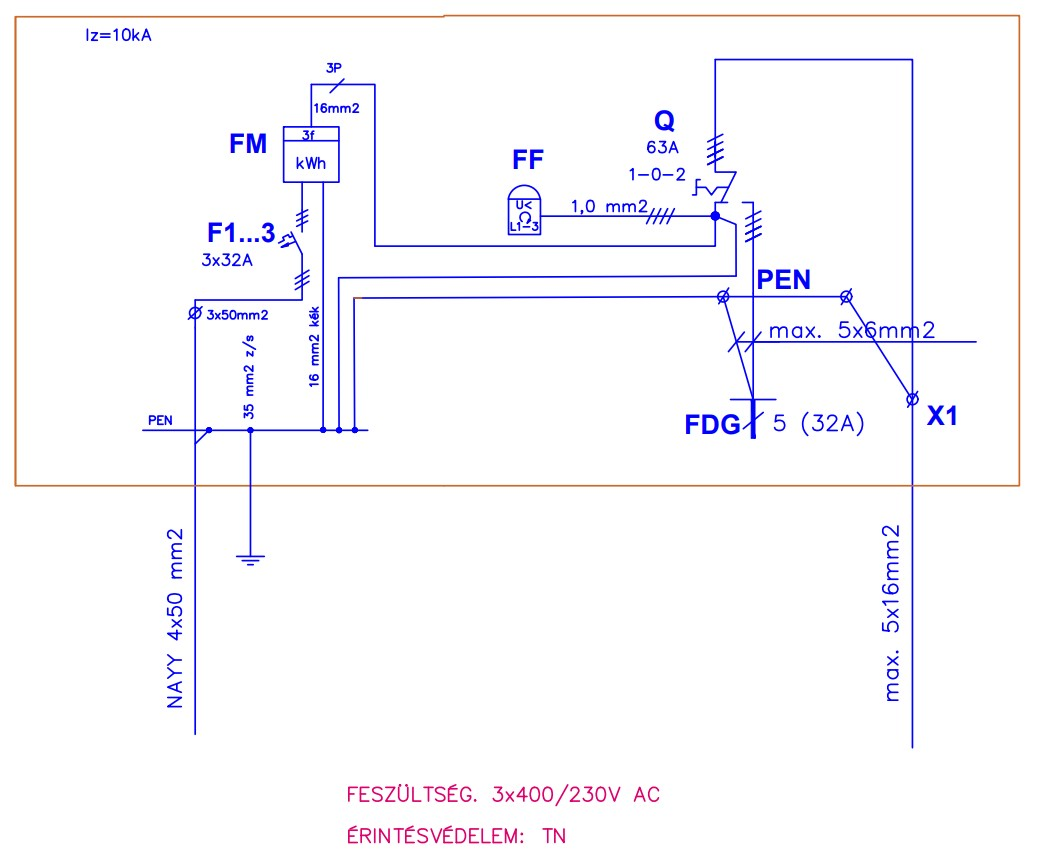 Iz=10kA
3P
16mm2
FM
3f
kWh
Q
63A
1-0-2
FF
U<
L1-3
1,0 mm2
F1...3
3x32A
PEN
3x50mm2
max. 5x6mm2
35 mm2 z/s
16 mm2 kék
PEN
FDG
5 (32A)
X1
NAYY 4x50 mm2
max. 5x16mm2
FESZÜLTSÉG. 3x400/230V AC
ÉRINTÉSVÉDELEM: TN